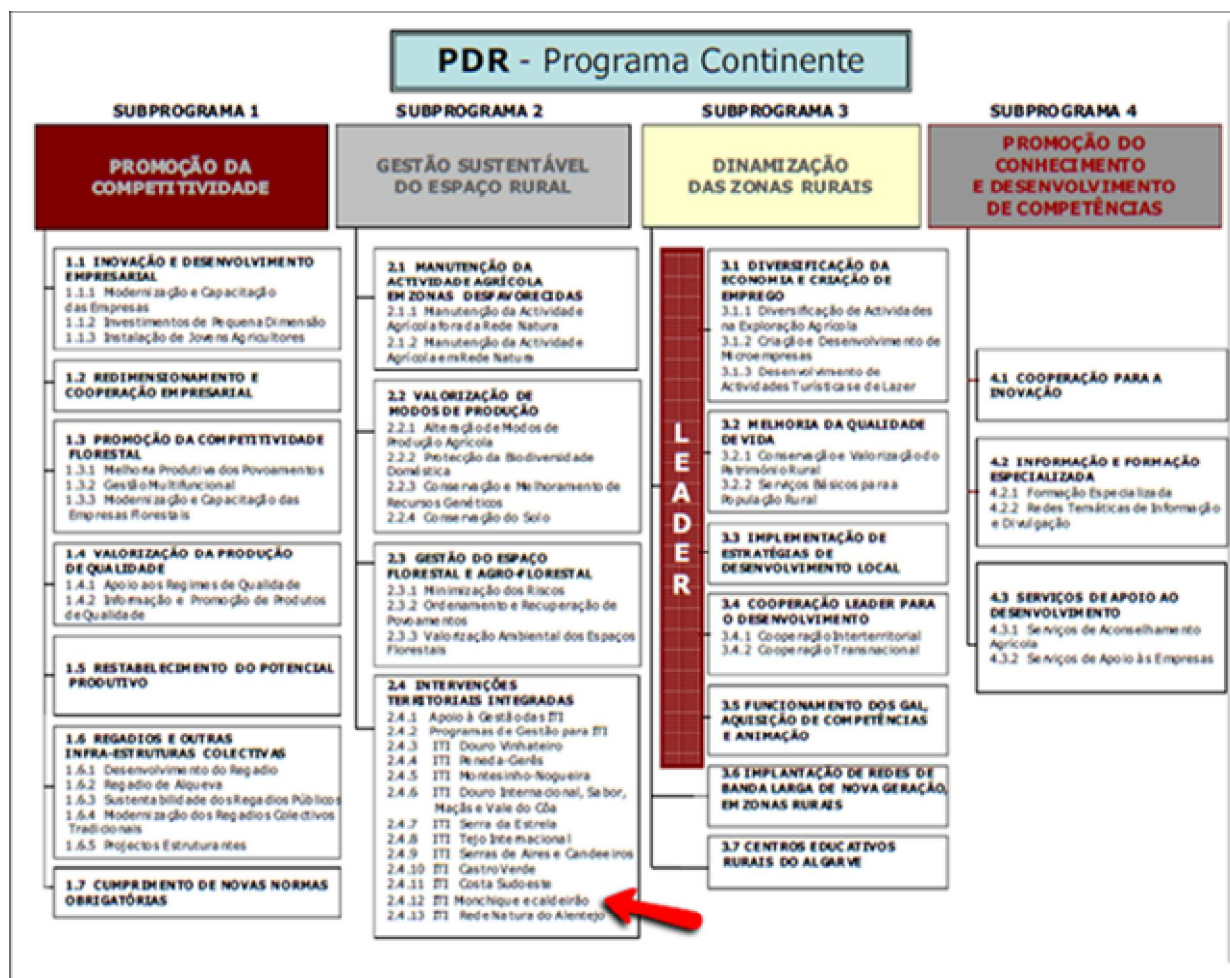 PDR - Programa Continente
SUBPROGRAMA 1
PROMOÇÃO DA
COMPETITIVIDADE
1.1 INOVAÇÃO E DESENVOLVIMENTO
EMPRESARIAL
1.1.1 Modernização e Capacitação
das Empresas
1.1.2 Investimentos de Pequena Dimensão
1.1.3 Instalação de Jovens Agricultores
1.2 REDIMENSIONAMENTO E
COOPERAÇÃO EMPRESARIAL
1.3 PROMOÇÃO DA COMPETITIVIDADE
FLORESTAL
1.3.1 Melhoria Produtiva dos Povoamentos
1.3.2 Gestão Multifuncional
1.3.3 Modernização e Capacitação das
Empresas Florestais
1.4 VALORIZAÇÃO DA PRODUÇÃO
DE QUALIDADE
1.4.1 Apoio aos Regimes de Qualidade
1.4.2 Informação e Promoção de Produtos
de Qualidade
1.5 RESTABELECIMENTO DO POTENCIAL
PRODUTIVO
1.6 REGADIOS E OUTRAS
INFRA-ESTRUTURAS COLECTIVAS
1.6.1 Desenvolvimento do Regadio
1.6.2 Regadio de Alqueva
1.6.3 Sustentabilidade dos Regadios Públicos
1.6.4 Modernização dos Regadios Colectivos
Tradicionais
1.6.5 Projectos Estruturantes
1.7 CUMPRIMENTO DE NOVAS NORMAS
OBRIGATÓRIAS
SUBPROGRAMA 2
GESTÃO SUSTENTÁVEL
DO ESPAÇO RURAL
2.1 MANUTENÇÃO DA
ACTIVIDADE AGRÍCOLA
EM ZONAS DESFAVORECIDAS
2.1.1 Manutenção da Actividade
Agrícola fora da Rede Natura
2.1.2 Manutenção da Actividade
Agrícola em Rede Natura
2.2 VALORIZAÇÃO DE
MODOS DE PRODUÇÃO
2.2.1 Alteração de Modos de
Produção Agrícola
2.2.2 Protecção da Biodiversidade
Doméstica
2.2.3 Conservação e Melhoramento de
Recursos Genéticos
2.2.4 Conservação do Solo
2.3 GESTÃO DO ESPAÇO
FLORESTAL E AGRO-FLORESTAL
2.3.1 Minimização dos Riscos
2.3.2 Ordenamento e Recuperação de
Povoamentos
2.3.3 Valorização Ambiental dos Espaços
Florestais
2.4 INTERVENÇÕES
TERRITORIAIS INTEGRADAS
2.4.1 Apoio à Gestão das ITI
2.4.2 Programas de Gestão para ITI
2.4.3 ITI Douro Vinhateiro
2.4.4 ITI Peneda-Gerês
2.4.5 ITI Montesinho-Nogueira
2.4.6 ITI Douro Internacional, Sabor,
Maçãs e Vale do Côa
2.4.7 ITI Serra da Estrela
2.4.8 ITI Tejo Internacional
2.4.9 ITI Serras de Aires e Candeeiros
2.4.10 ITI Castro Verde
2.4.11 ITI Costa Sudoeste
2.4.12 ITI Monchique e caldeirão
2.4.13 ITI Rede Natura do Alentejo
SUBPROGRAMA 3
DINAMIZAÇÃO
DAS ZONAS RURAIS
LEADER
3.1 DIVERSIFICAÇÃO DA
ECONOMIA E CRIAÇÃO DE
EMPREGO
3.1.1 Diversificação de Actividades
na Exploração Agrícola
3.1.2 Criação e Desenvolvimento de
Microempresas
3.1.3 Desenvolvimento de
Actividades Turísticas e de Lazer
3.2 MELHORIA DA QUALIDADE
DE VIDA
3.2.1 Conservação e Valorização do
Património Rural
3.2.2 Serviços Básicos para a
População Rural
3.3 IMPLEMENTAÇÃO DE
ESTRATÉGIAS DE
DESENVOLVIMENTO LOCAL
3.4 COOPERAÇÃO LEADER PARA
O DESENVOLVIMENTO
3.4.1 Cooperação Interterritorial
3.4.2 Cooperação Transnacional
3.5 FUNCIONAMENTO DOS GAL,
AQUISIÇÃO DE COMPETÊNCIAS
E ANIMAÇÃO
3.6 IMPLANTAÇÃO DE REDES DE
BANDA LARGA DE NOVA GERAÇÃO,
EM ZONAS RURAIS
3.7 CENTROS EDUCATIVOS
RURAIS DO ALGARVE
SUBPROGRAMA 4
PROMOÇÃO DO
CONHECIMENTO
E DESENVOLVIMENTO
DE COMPETÊNCIAS
4.1 COOPERAÇÃO PARA A
INOVAÇÃO
4.2 INFORMAÇÃO E FORMAÇÃO
ESPECIALIZADA
4.2.1 Formação Especializada
4.2.2 Redes Temáticas de Informação
e Divulgação
4.3 SERVIÇOS DE APOIO AO
DESENVOLVIMENTO
4.3.1 Serviços de Aconselhamento
Agrícola
4.3.2 Serviços de Apoio às Empresas